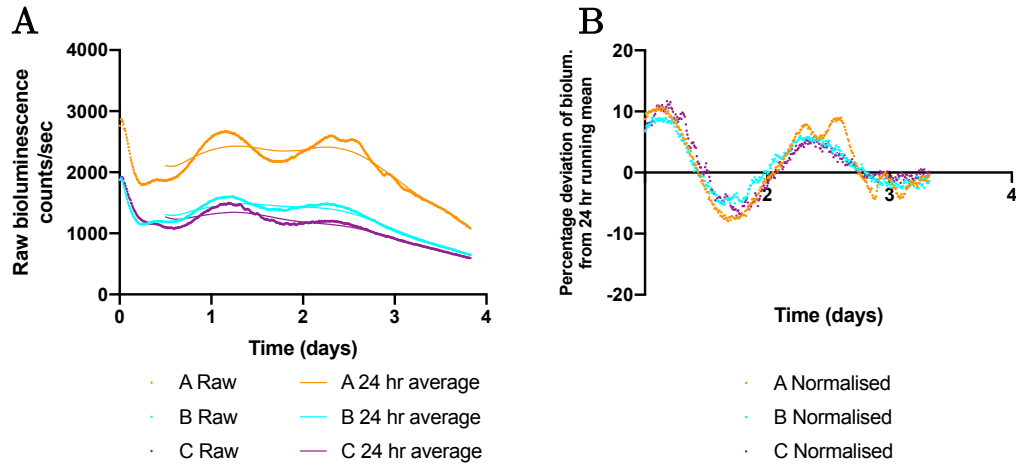 A
Raw bioluminescence
counts/sec
4000
3000
2000
1000
0
0 1 2 3 4
Time (days)
A Raw
A 24 hr average
B Raw
B 24 hr average
C Raw
C 24 hr average
B
Percentage deviation of biolum.
from 24 hr running mean
20
10
0
-10
-20
2 3 4
Time (days)
A Normalised
B Normalised
C Normalised